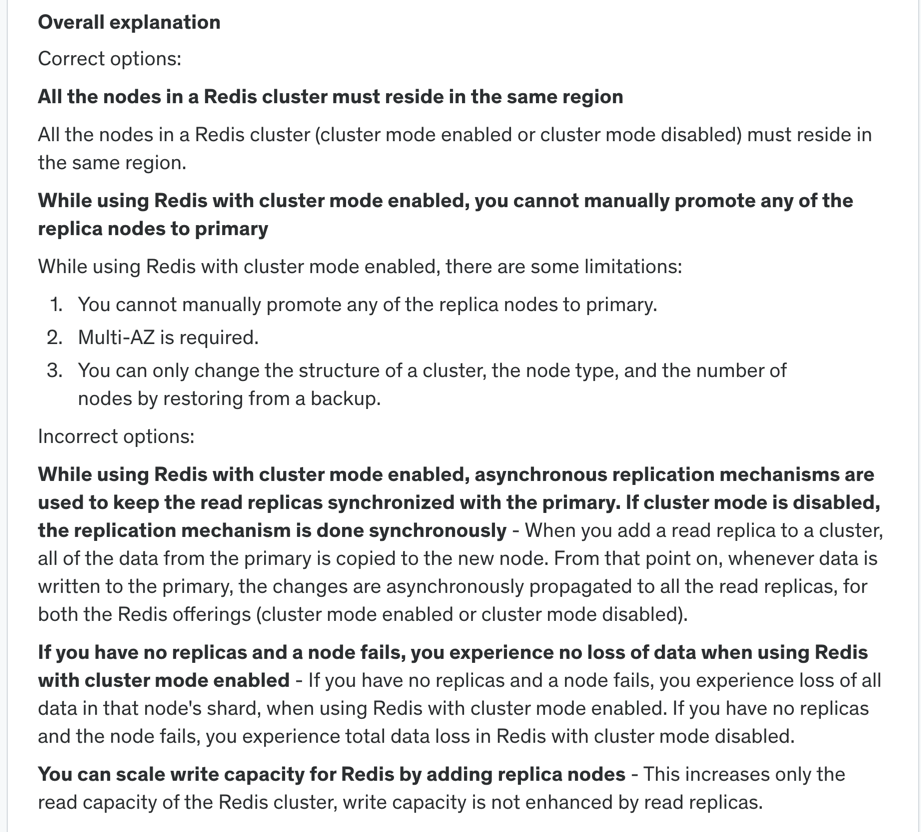 Overall explanation
Correct options:
All the nodes in a Redis cluster must reside in the same region
All the nodes in a Redis cluster (cluster mode enabled or cluster mode disabled) must reside in
the same region.
While using Redis with cluster mode enabled, you cannot manually promote any of the
replica nodes to primary
While using Redis with cluster mode enabled, there are some limitations:
1. You cannot manually promote any of the replica nodes to primary.
2. Multi-AZ is required.
3. You can only change the structure of a cluster, the node type, and the number of
nodes by restoring from a backup.
Incorrect options:
While using Redis with cluster mode enabled, asynchronous replication mechanisms are
used to keep the read replicas synchronized with the primary. If cluster mode is disabled,
the replication mechanism is done synchronously - When you add a read replica to a cluster,
all of the data from the primary is copied to the new node. From that point on, whenever data is
written to the primary, the changes are asynchronously propagated to all the read replicas, for
both the Redis offerings (cluster mode enabled or cluster mode disabled).
If you have no replicas and a node fails, you experience no loss of data when using Redis
with cluster mode enabled - If you have no replicas and a node fails, you experience loss of all
data in that node's shard, when using Redis with cluster mode enabled. If you have no replicas
and the node fails, you experience total data loss in Redis with cluster mode disabled.
You can scale write capacity for Redis by adding replica nodes - This increases only the
read capacity of the Redis cluster, write capacity is not enhanced by read replicas.